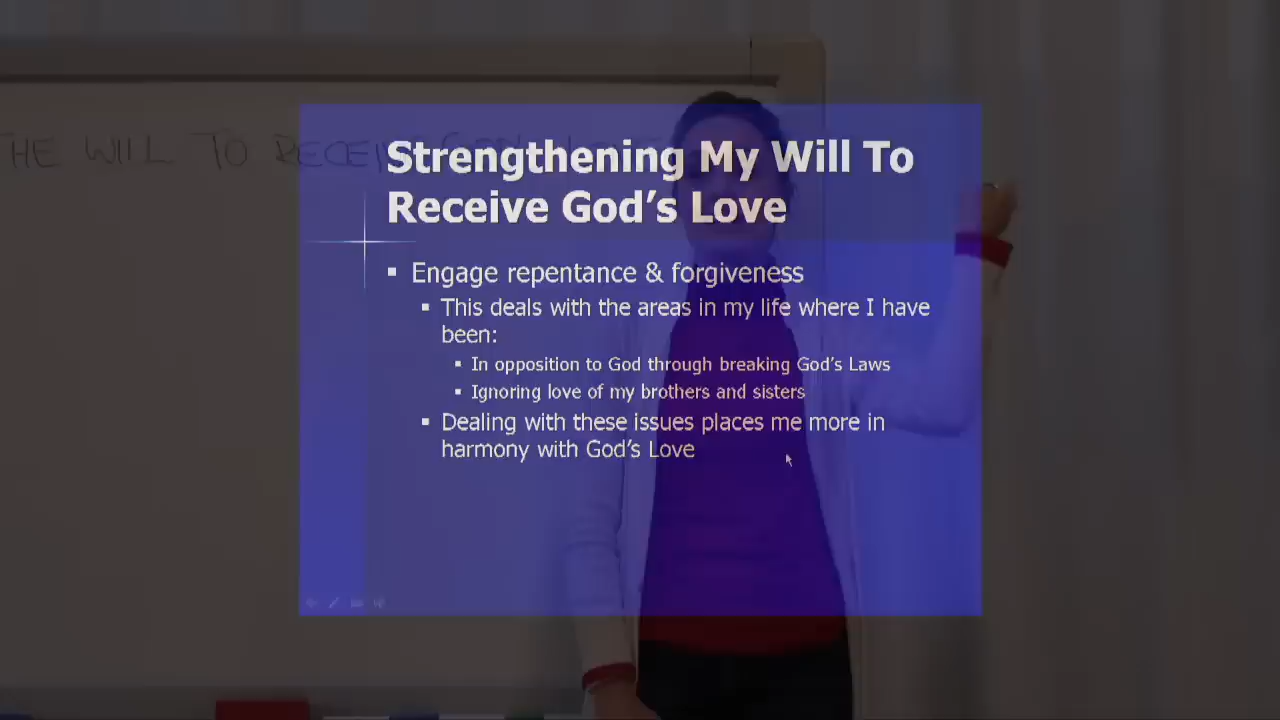 THE WILL TO RECEIVE
Strengthening My Will To
Receive God's Love
▪ Engage repentance & forgiveness
▪ This deals with the areas in my life where I have
been:
▪ In opposition to God through breaking God's Laws
▪ Ignoring love of my brothers and sisters
▪ Dealing with these issues places me more in
harmony with God's Love